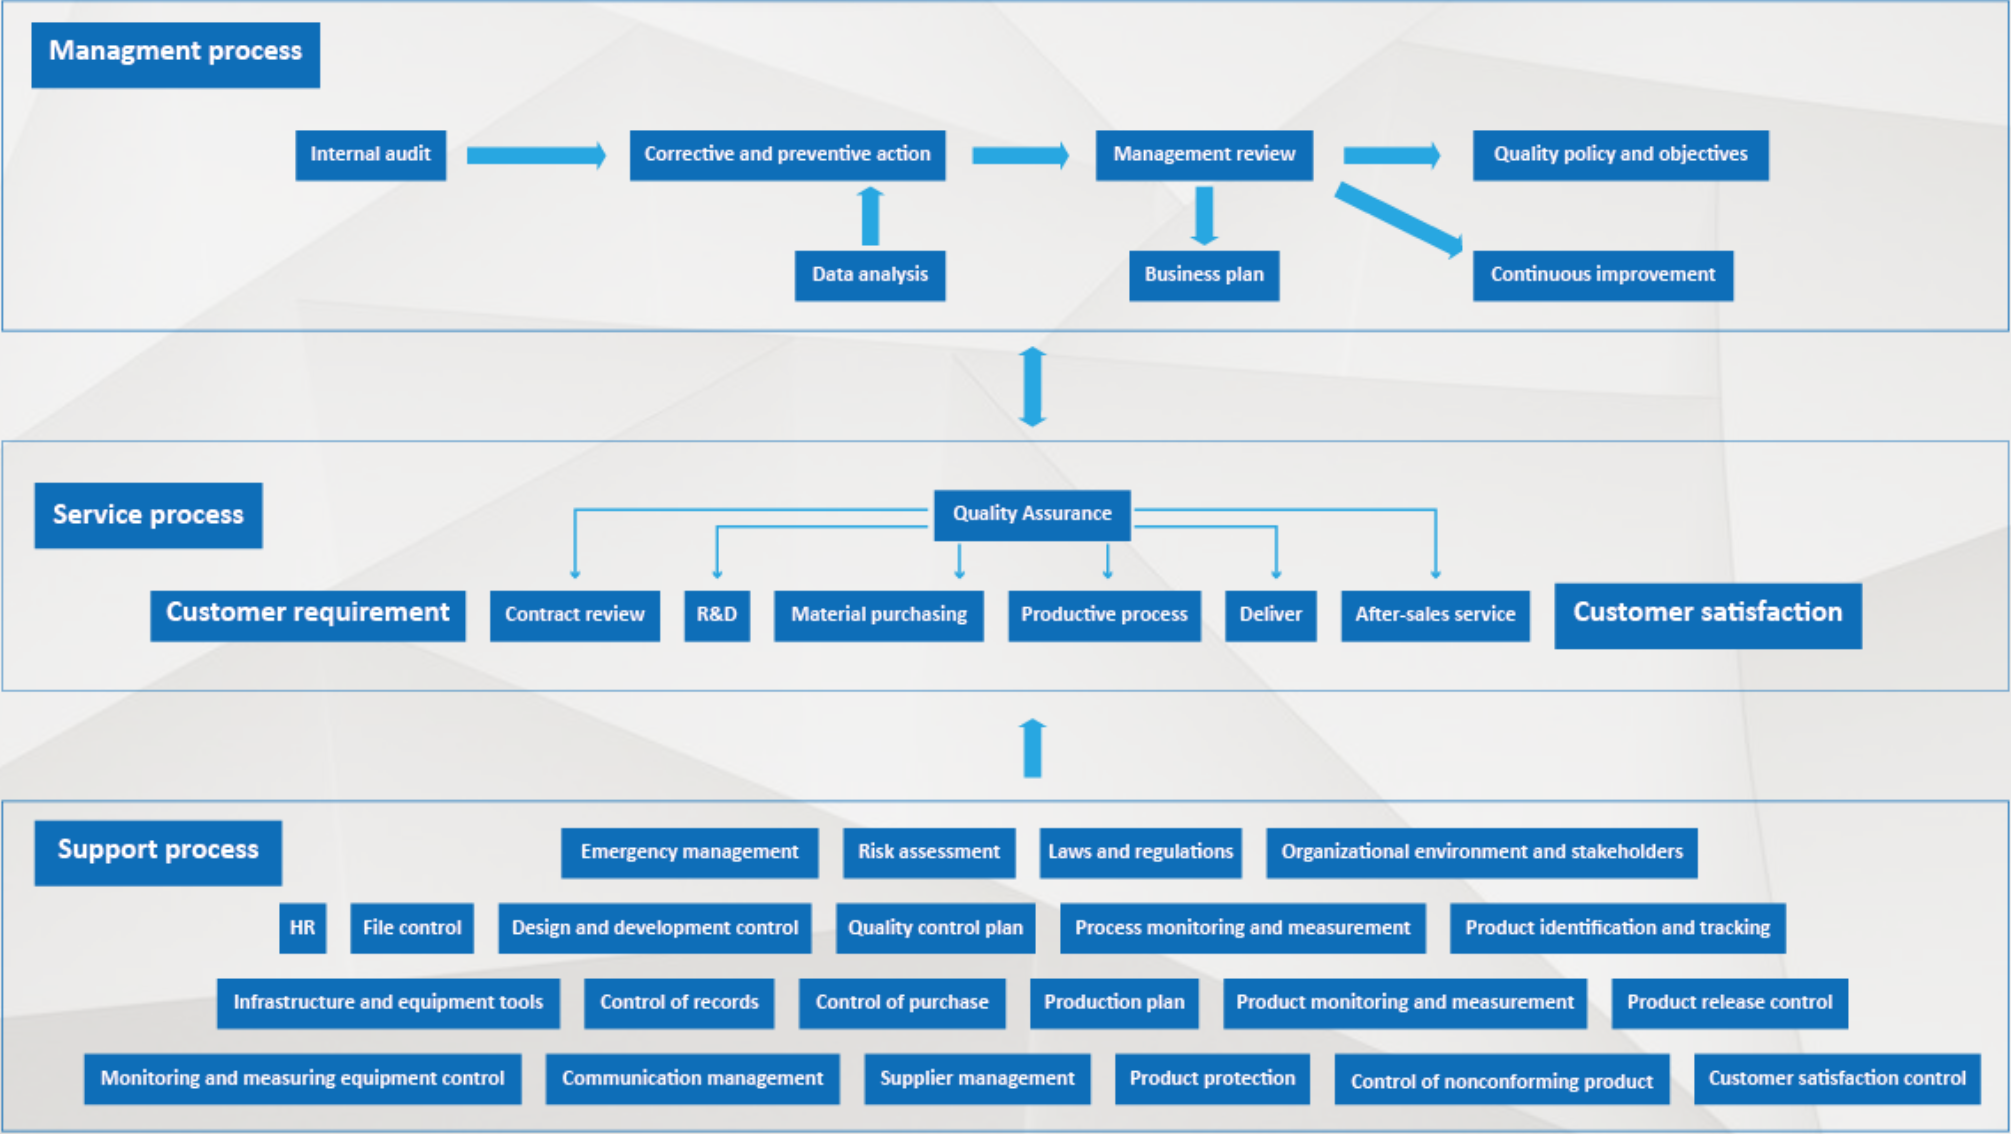 Managment process
Internal audit
Corrective and preventive action
Management review
Quality policy and objectives
Data analysis
Business plan
Continuous improvement
Service process
Quality Assurance
Customer requirement
Contract review
R&D
Material purchasing
Productive process
Deliver
After-sales service
Customer satisfaction
Support process
Emergency management
Risk assessment
Laws and regulations
Organizational environment and stakeholders
HR
File control
Design and development control
Quality control plan
Process monitoring and measurement
Product identification and tracking
Infrastructure and equipment tools
Control of records
Control of purchase
Production plan
Product monitoring and measurement
Product release control
Monitoring and measuring equipment control
Communication management
Supplier management
Product protection
Control of nonconforming product
Customer satisfaction control